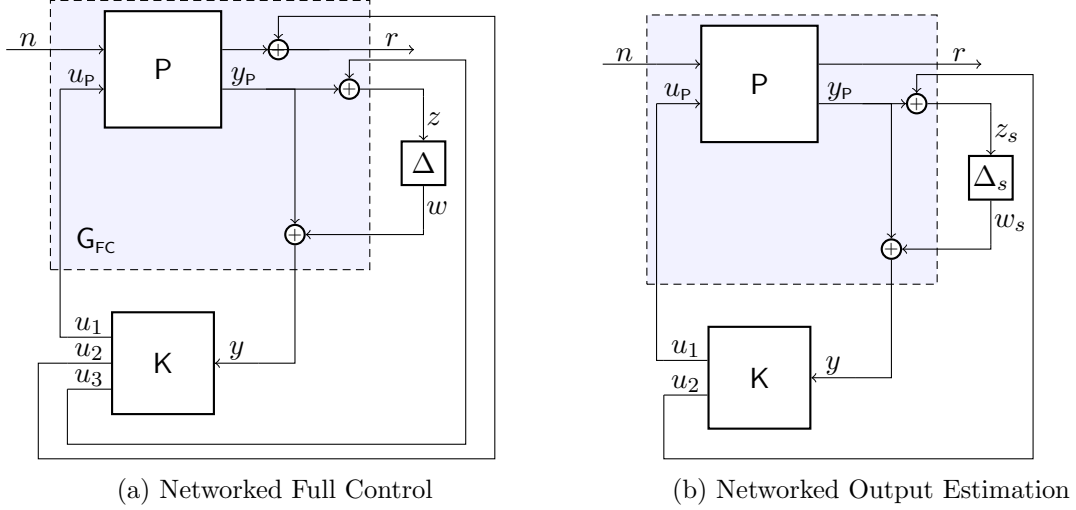 n
P
r
u_P
y_P
z
Δ
w
G_FC
u_1
u_2
u_3
K
y
(a) Networked Full Control
n
P
r
u_P
y_P
z_s
Δ_s
w_s
u_1
u_2
K
y
(b) Networked Output Estimation